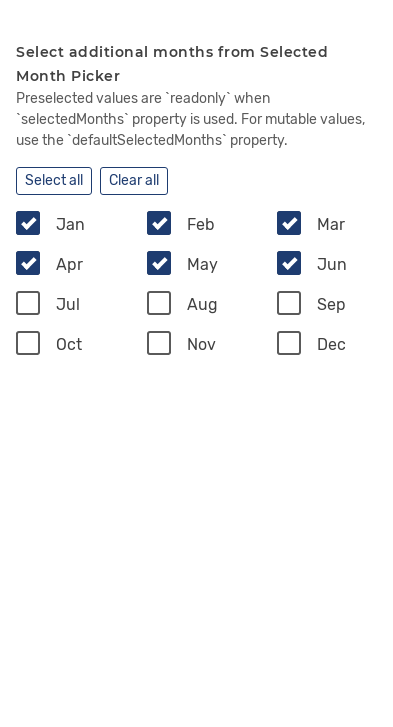 Select additional months from Selected
Month Picker
Preselected values are `readonly` when
`selectedMonths` property is used. For mutable values,
use the `defaultSelectedMonths` property.
Select all Clear all
Jan Feb Mar
Apr May Jun
Jul Aug Sep
Oct Nov Dec